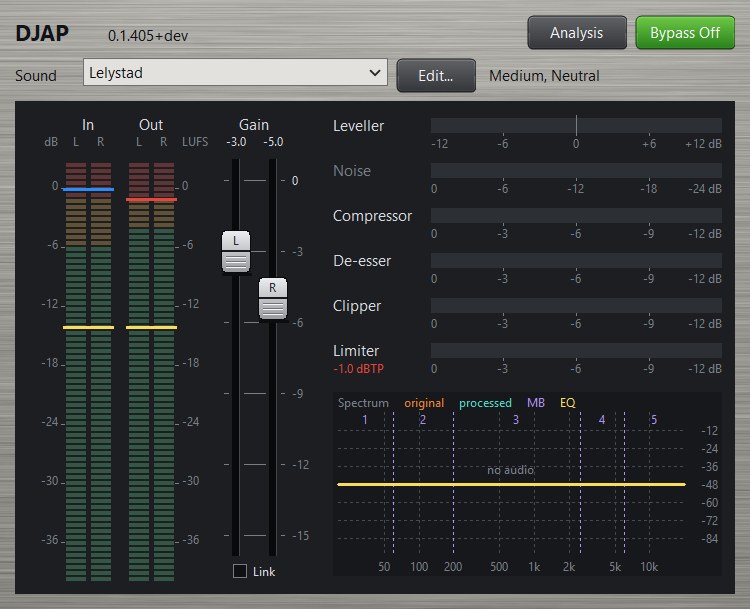 DJAP 0.1.405+dev Analysis Bypass Off
Sound Lelystad Edit... Medium, Neutral
In Out Gain
dB L R L R LUFS -3.0 -5.0
0 0
-6 -6
-12 -12
-18 -18
-24 -24
-30 -30
-36 -36
L
R
0
-3
-6
-9
-12
-15
Link
Leveller
-12 -6 0 +6 +12 dB
Noise
0 -6 -12 -18 -24 dB
Compressor
0 -3 -6 -9 -12 dB
De-esser
0 -3 -6 -9 -12 dB
Clipper
0 -3 -6 -9 -12 dB
Limiter
-1.0 dBTP 0 -3 -6 -9 -12 dB
Spectrum original processed MB EQ
1 2 3 4 5
-12
-24
no audio -36
-48
-60
-72
-84
50 100 200 500 1k 2k 5k 10k